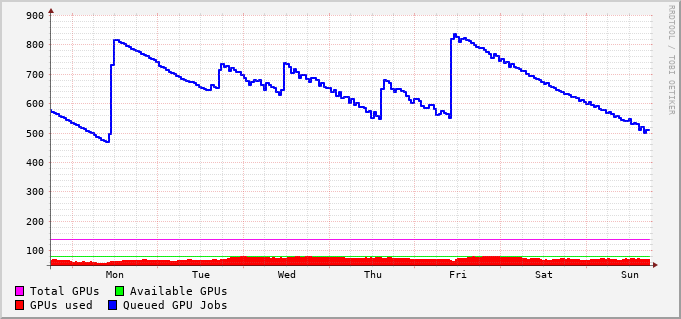 900
800
700
600
500
400
300
200
100
Mon Tue Wed Thu Fri Sat Sun
Total GPUs Available GPUs
GPUs used Queued GPU Jobs
RRDTOOL / TOBI OETIKER